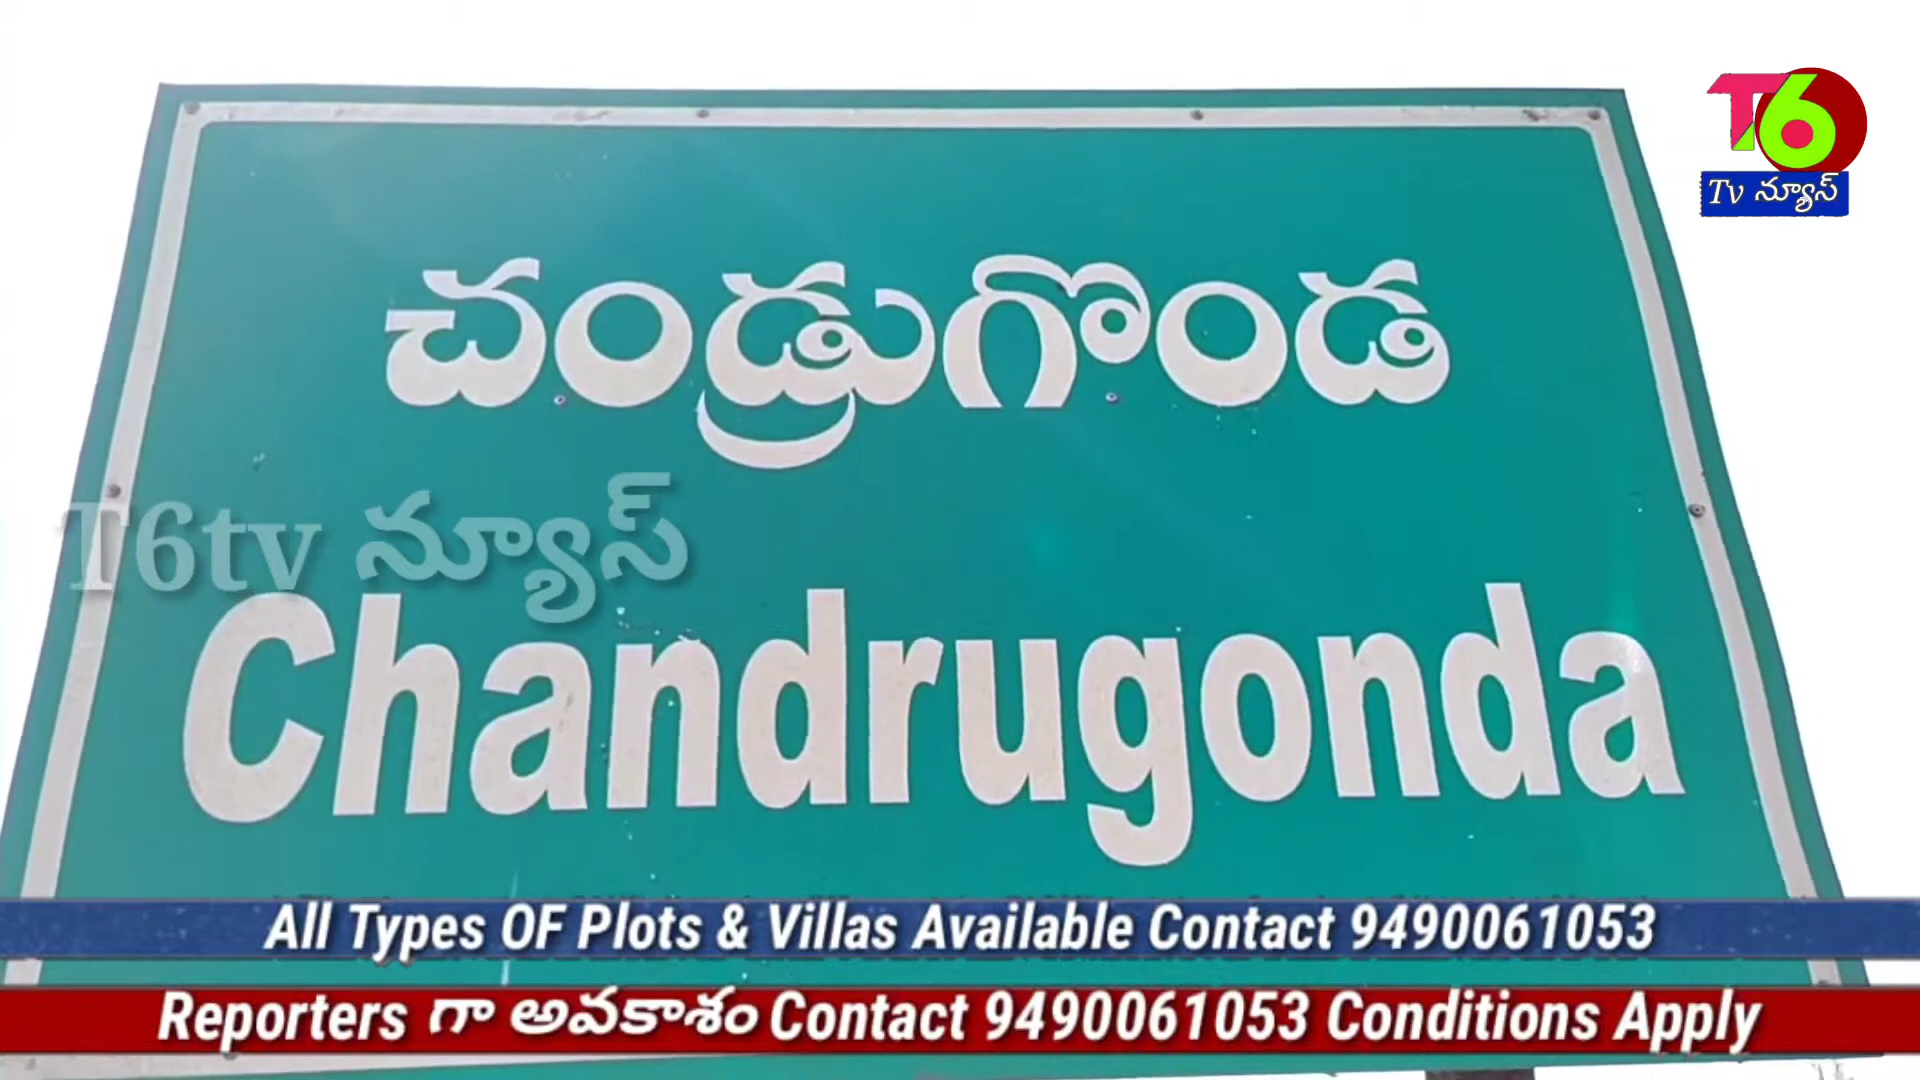 T6
Tv న్యూస్
చండ్రుగొండ
T6tv న్యూస్
Chandrugonda
All Types OF Plots & Villas Available Contact 9490061053
Reporters గా అవకాశం Contact 9490061053 Conditions Apply